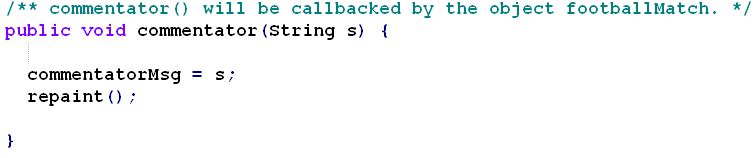 /** commentator() will be callbacked by the object footballMatch. */
public void commentator(String s) {
commentatorMsg = s;
repaint();
}